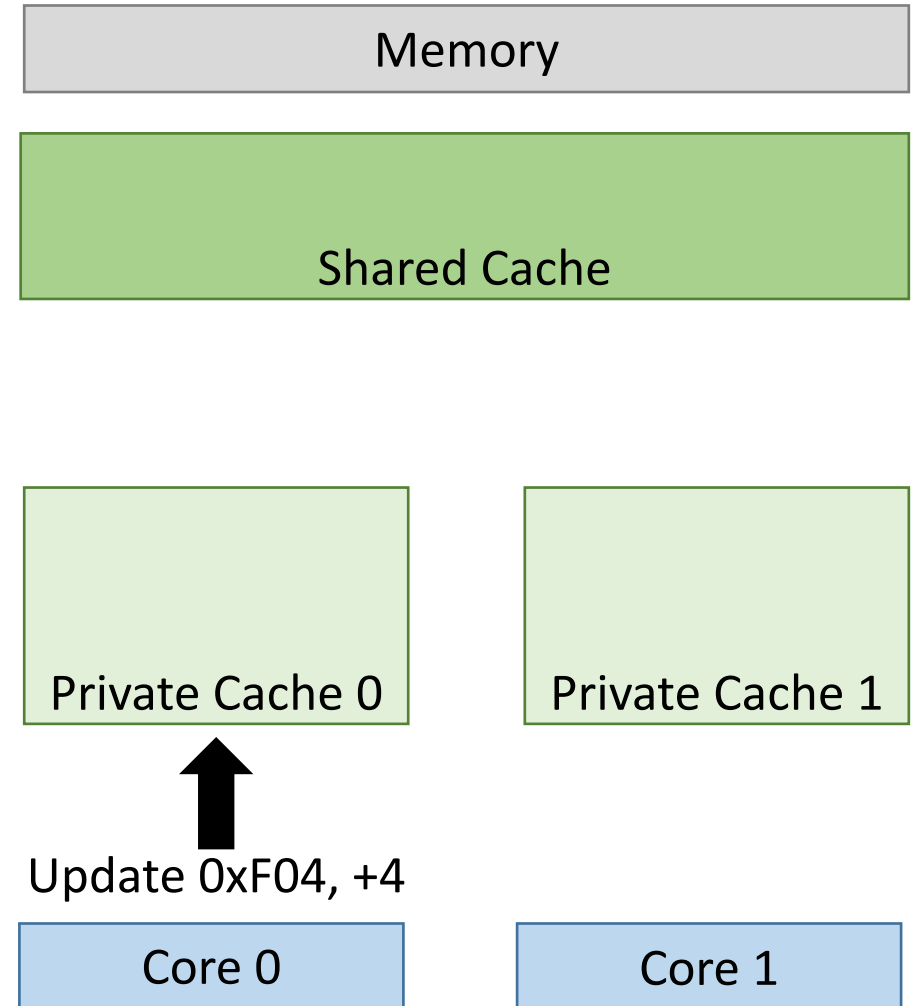 Memory
Shared Cache
Private Cache 0
Private Cache 1
Update 0xF04, +4
Core 0
Core 1